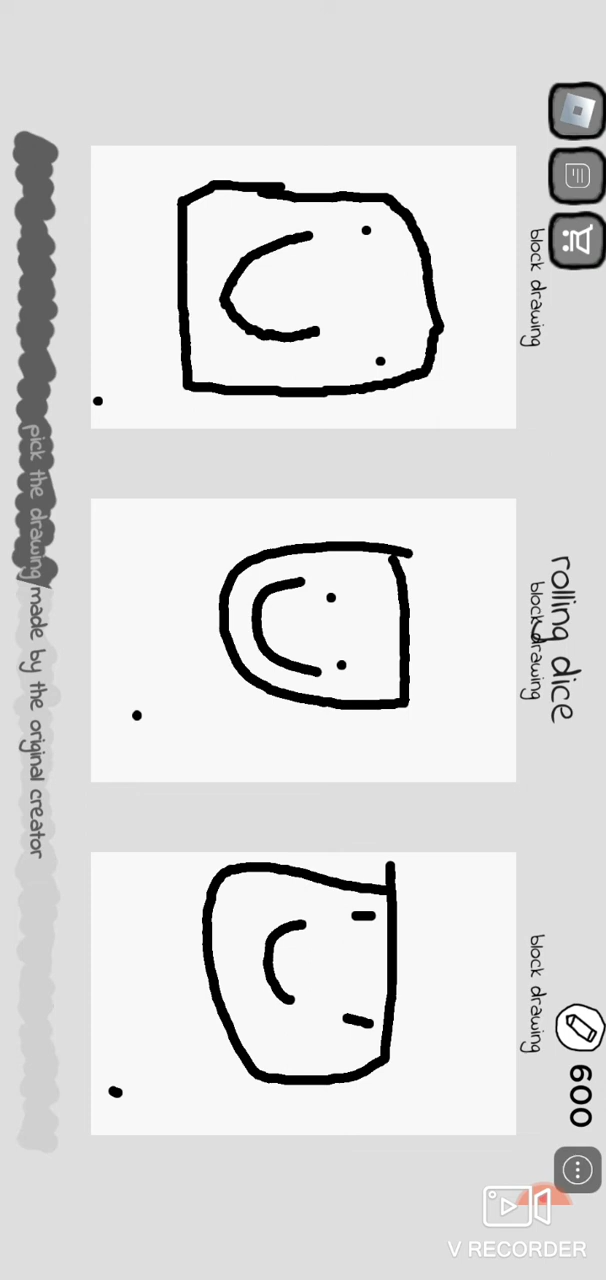 rolling dice
block drawing
block drawing
block drawing
600
pick the drawing made by the original creator
V RECORDER